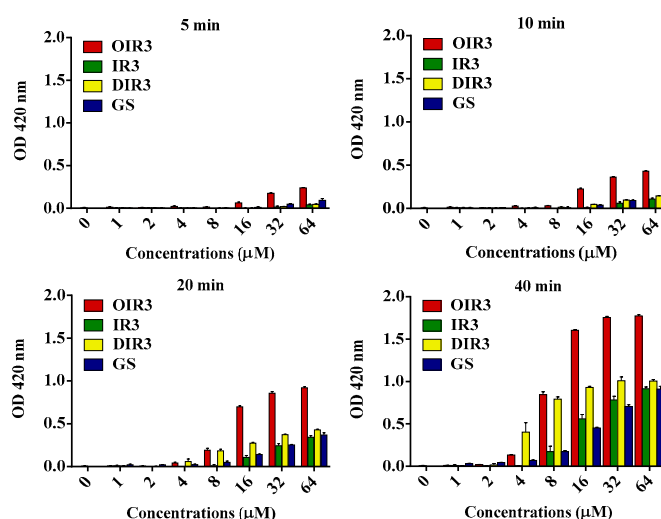 5 min
OIR3
IR3
DIR3
GS
OD 420 nm
2.0
1.5
1.0
0.5
0.0
0 1 2 4 8 16 32 64
Concentrations (μM)
10 min
OIR3
IR3
DIR3
GS
OD 420 nm
2.0
1.5
1.0
0.5
0.0
0 1 2 4 8 16 32 64
Concentrations (μM)
20 min
OIR3
IR3
DIR3
GS
OD 420 nm
2.0
1.5
1.0
0.5
0.0
0 1 2 4 8 16 32 64
Concentrations (μM)
40 min
OIR3
IR3
DIR3
GS
OD 420 nm
2.0
1.5
1.0
0.5
0.0
0 1 2 4 8 16 32 64
Concentrations (μM)